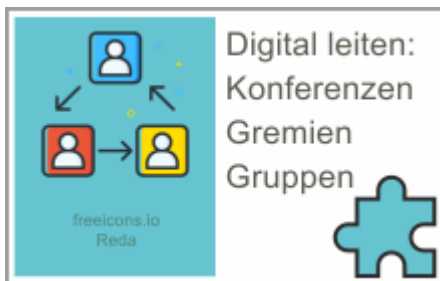 Digital leiten:
Konferenzen
Gremien
Gruppen
freeicons.io
Reda